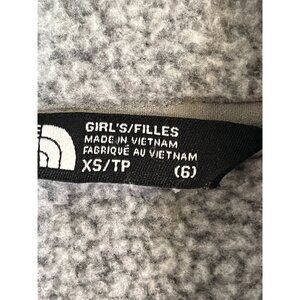 GIRL'S/FILLES
MADE IN VIETNAM
FABRIQUÉ AU VIETNAM
XS/TP (6)